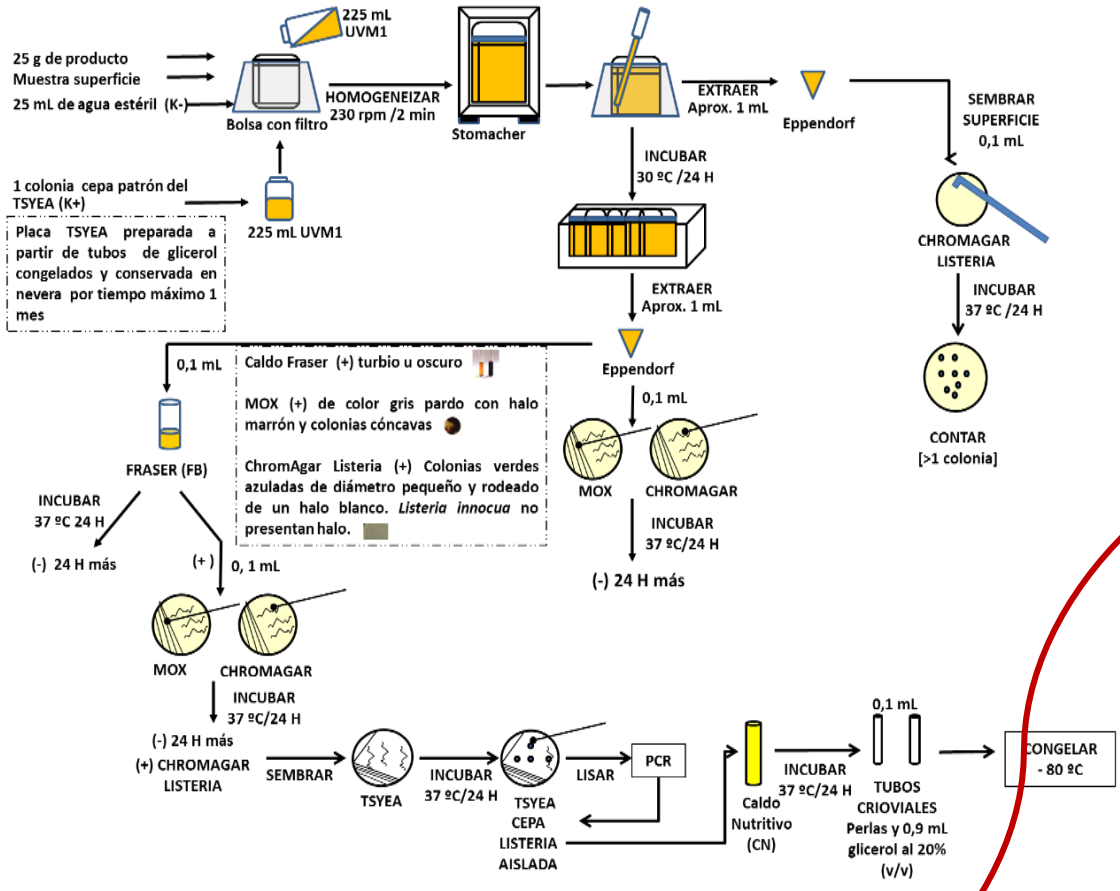 225 mL
UVM1
25 g de producto
Muestra superficie
25 mL de agua estéril (K-)
Bolsa con filtro
HOMOGENEIZAR
230 rpm /2 min
Stomacher
EXTRAER
Aprox. 1 mL
Eppendorf
SEMBRAR
SUPERFICIE
0,1 mL
CHROMAGAR
LISTERIA
INCUBAR
37 ºC /24 H
CONTAR
[>1 colonia]
1 colonia cepa patrón del
TSYEA (K+)
225 mL UVM1
Placa TSYEA preparada a
partir de tubos de glicerol
congelados y conservada en
nevera por tiempo máximo 1
mes
INCUBAR
30 ºC /24 H
EXTRAER
Aprox. 1 mL
Eppendorf
0,1 mL
0,1 mL
Caldo Fraser (+) turbio u oscuro
MOX (+) de color gris pardo con halo
marrón y colonias cóncavas
ChromAgar Listeria (+) Colonias verdes
azuladas de diámetro pequeño y rodeado
de un halo blanco. Listeria innocua no
presentan halo.
MOX
CHROMAGAR
INCUBAR
37 ºC/24 H
(-) 24 H más
FRASER (FB)
INCUBAR
37 ºC 24 H
(-) 24 H más
(+ )
0, 1 mL
MOX
CHROMAGAR
INCUBAR
37 ºC/24 H
(-) 24 H más
(+) CHROMAGAR
LISTERIA
SEMBRAR
TSYEA
INCUBAR
37 ºC/24 H
TSYEA
CEPA
LISTERIA
AISLADA
LISAR
PCR
Caldo
Nutritivo
(CN)
INCUBAR
37 ºC/24 H
0,1 mL
TUBOS
CRIOVIALES
Perlas y 0,9 mL
glicerol al 20%
(v/v)
CONGELAR
- 80 ºC